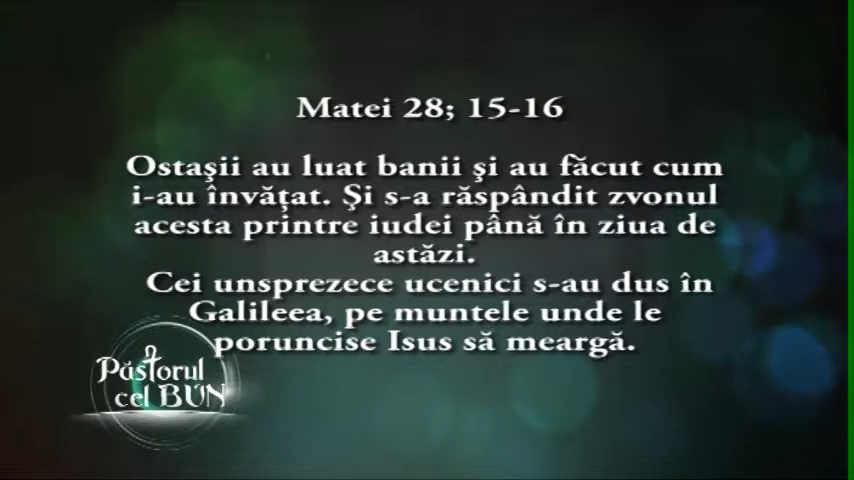 Matei 28; 15-16
Ostaşii au luat banii şi au făcut cum
i-au învăţat. Şi s-a răspândit zvonul
acesta printre iudei până în ziua de
astăzi.
Cei unsprezece ucenici s-au dus în
Galileea, pe muntele unde le
poruncise Isus să meargă.
Păstorul
cel BUN